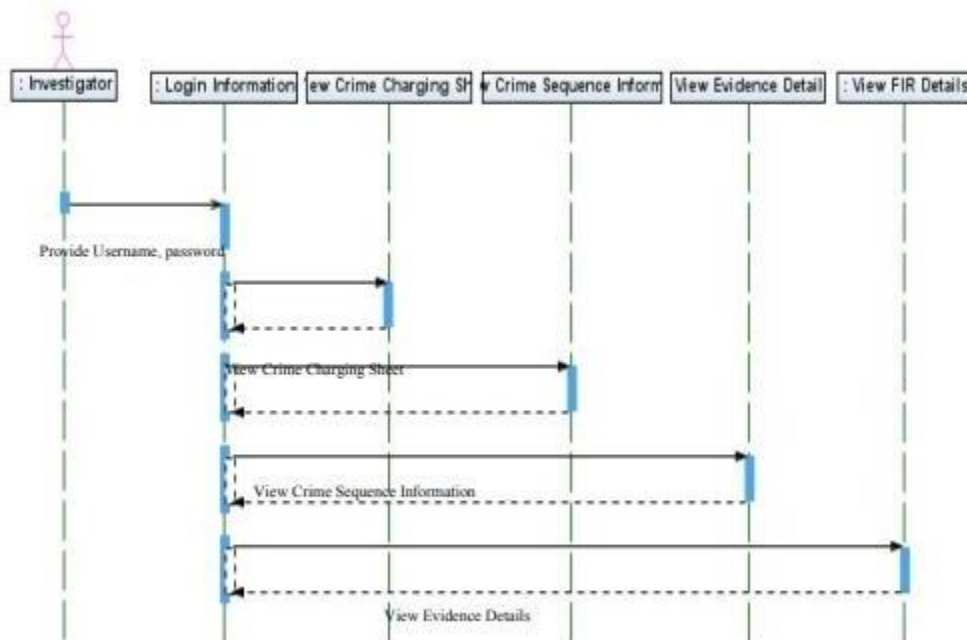 : Investigator
: Login Information
ew Crime Charging Sh
w Crime Sequence Inform
View Evidence Detail
: View FIR Details
Provide Username, password
View Crime Charging Sheet
View Crime Sequence Information
View Evidence Details